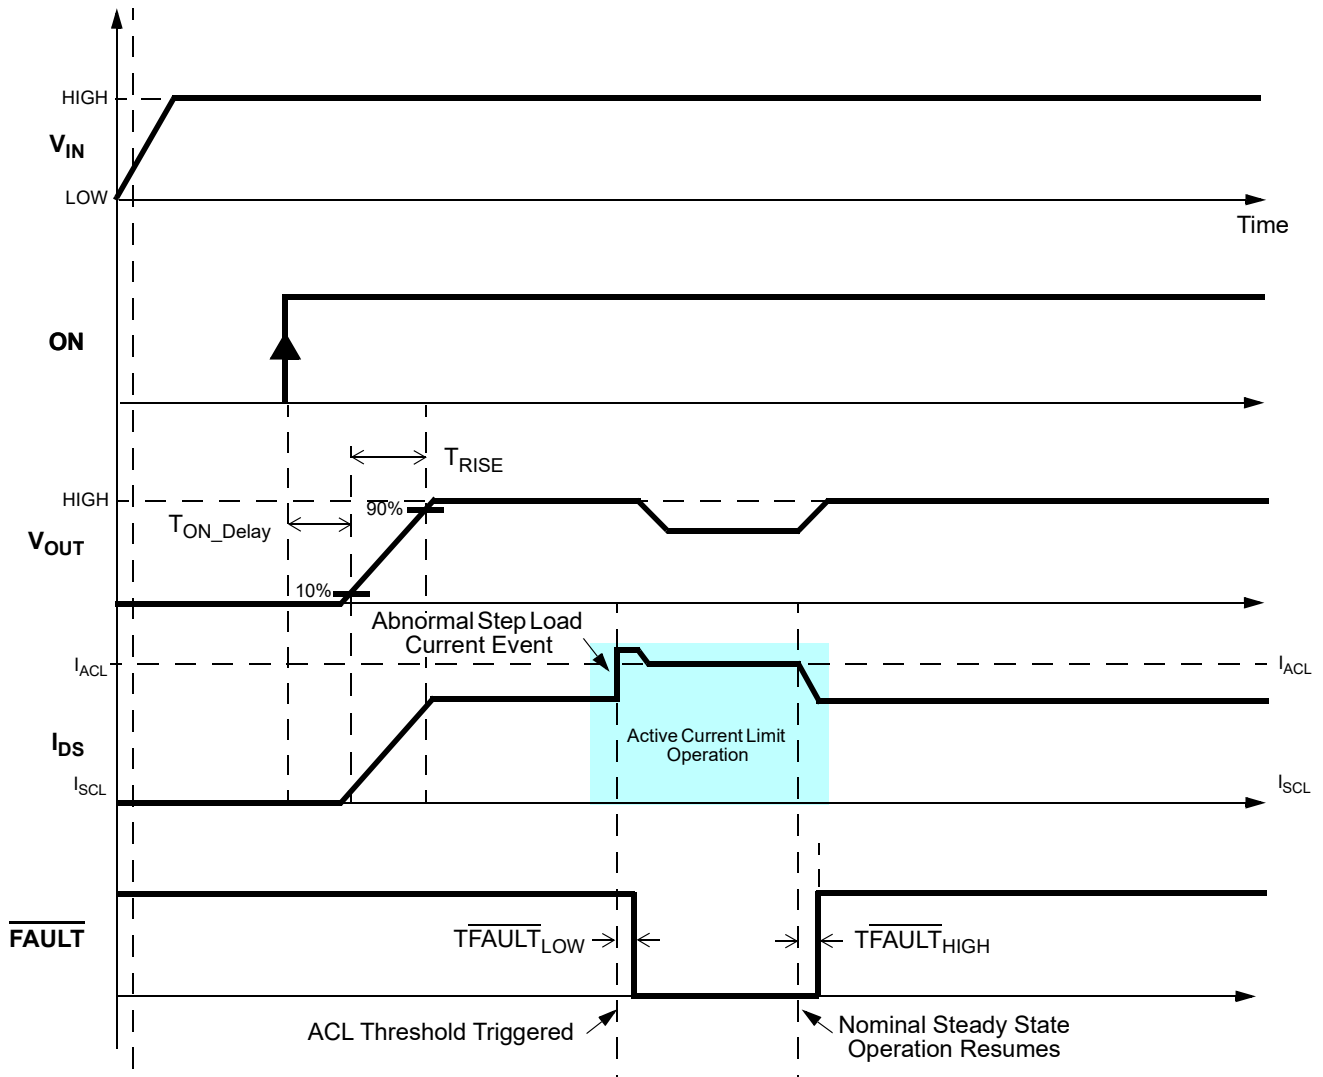 HIGH
VIN
LOW
Time
ON
TRISE
HIGH
90%
TON_Delay
VOUT
10%
Abnormal Step Load
Current Event
IACL
IACL
Active Current Limit
Operation
IDS
ISCL
ISCL
FAULT
TFAULTLOW
TFAULTHIGH
ACL Threshold Triggered
Nominal Steady State
Operation Resumes